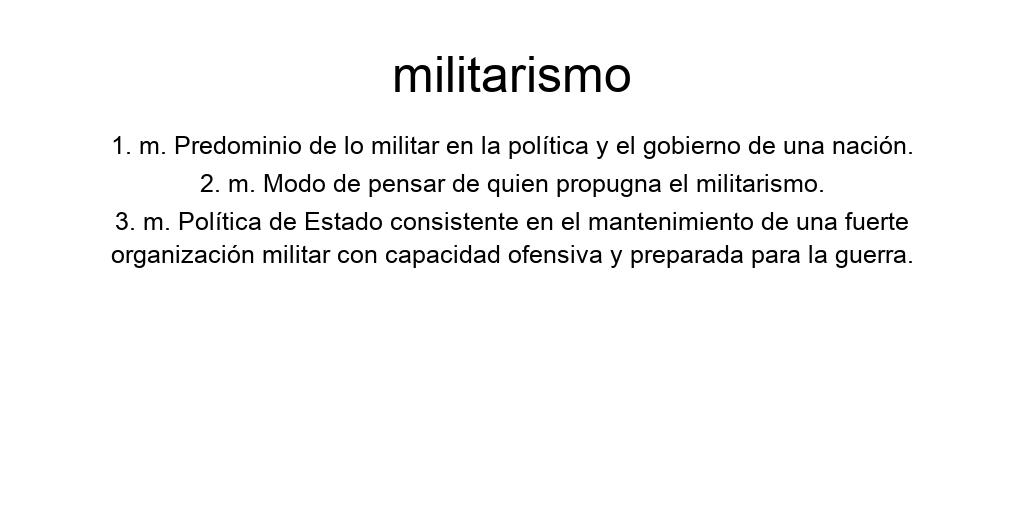 militarismo
1. m. Predominio de lo militar en la política y el gobierno de una nación.
2. m. Modo de pensar de quien propugna el militarismo.
3. m. Política de Estado consistente en el mantenimiento de una fuerte
organización militar con capacidad ofensiva y preparada para la guerra.